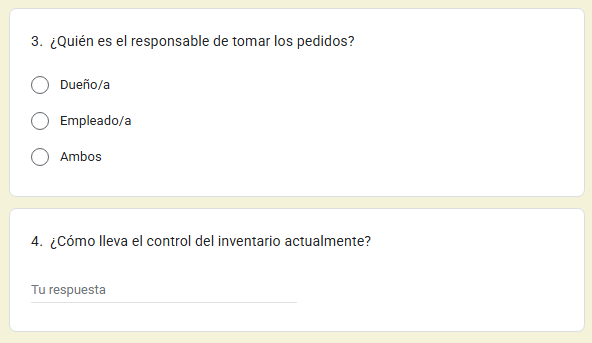 3. ¿Quién es el responsable de tomar los pedidos?
Dueño/a
Empleado/a
Ambos
4. ¿Cómo lleva el control del inventario actualmente?
Tu respuesta